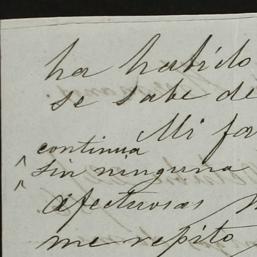 ha habido
se sabe de
Mi fa
continua
sin ninguna
afectuosas
me repito